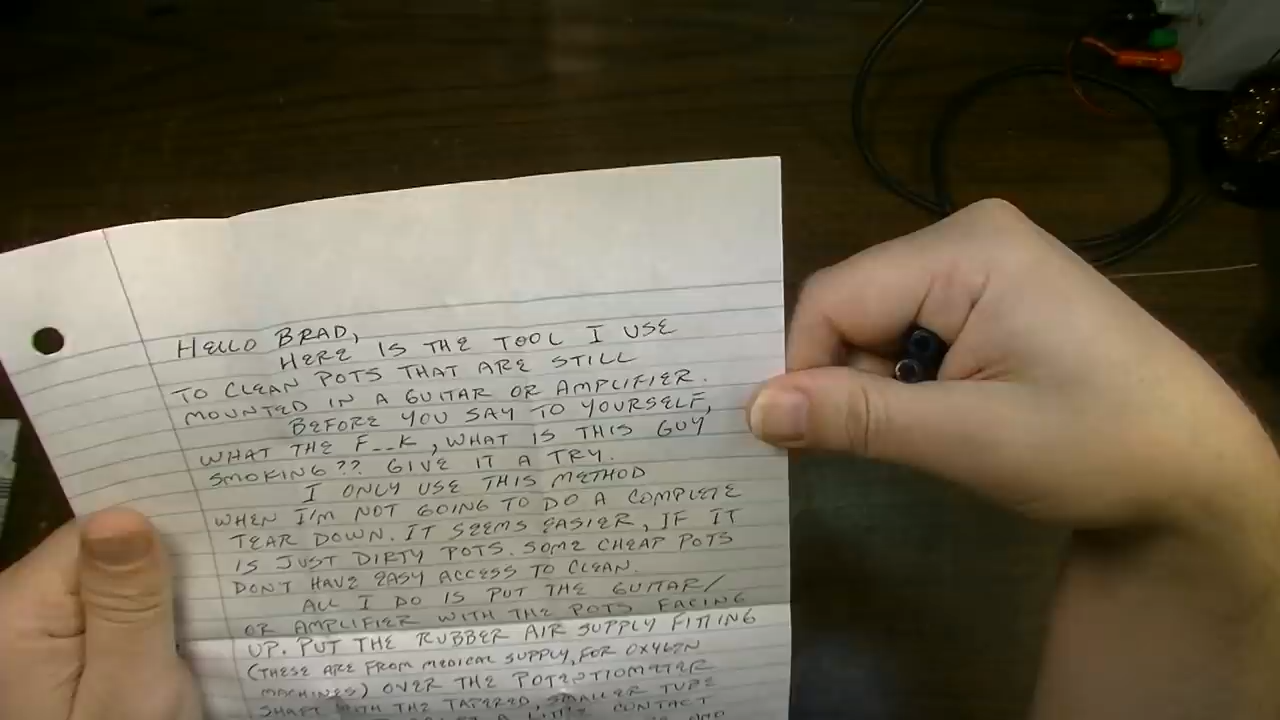 HELLO BRAD,
HERE IS THE TOOL I USE
TO CLEAN POTS THAT ARE STILL
MOUNTED IN A GUITAR OR AMPLIFIER.
BEFORE YOU SAY TO YOURSELF,
WHAT THE F__K, WHAT IS THIS GUY
SMOKING?? GIVE IT A TRY.
I ONLY USE THIS METHOD
WHEN I'M NOT GOING TO DO A COMPLETE
TEAR DOWN. IT SEEMS EASIER, IF IT
IS JUST DIRTY POTS. SOME CHEAP POTS
DON'T HAVE EASY ACCESS TO CLEAN.
ALL I DO IS PUT THE GUITAR/
OR AMPLIFIER WITH THE POTS FACING
UP. PUT THE RUBBER AIR SUPPLY FITTING
(THESE ARE FROM MEDICAL SUPPLY, FOR OXYGEN
MACHINES) OVER THE POTENTIOMETER
SHAFT WITH THE TAPERED, SMALLER TUBE
A LITTLE CONTACT
AND